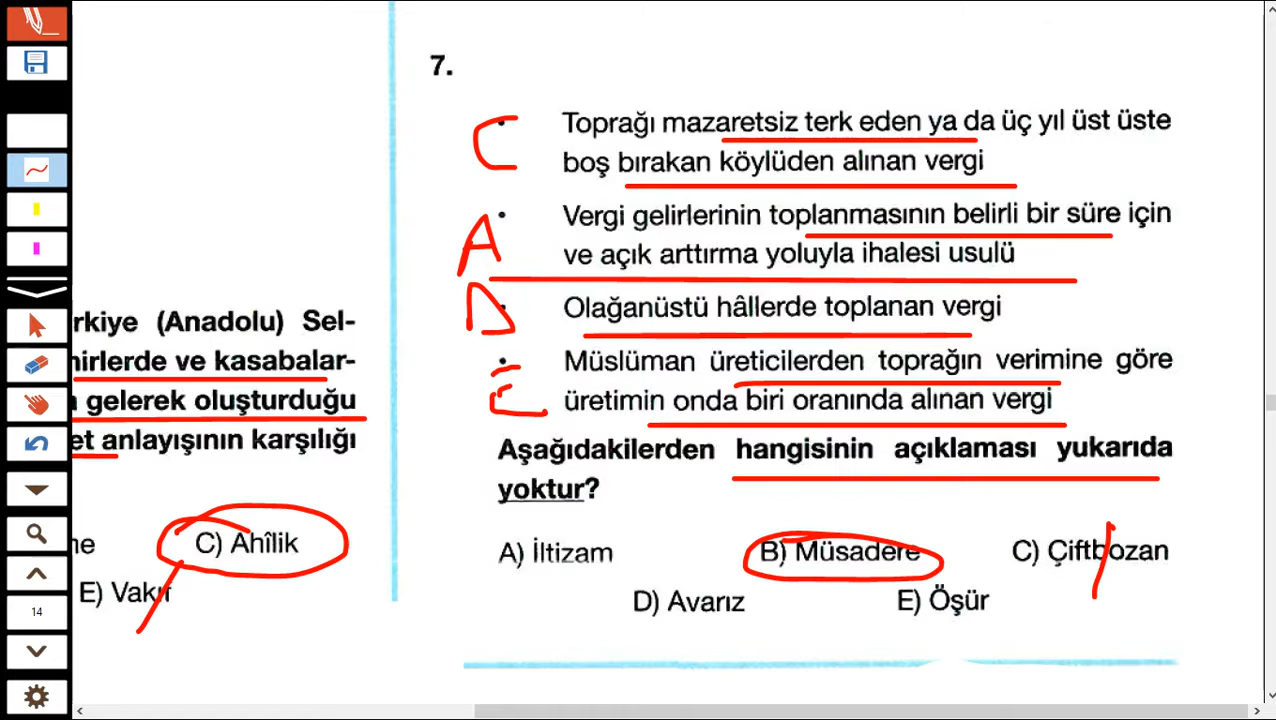 rkiye (Anadolu) Sel-
hirlerde ve kasabalar-
gelerek oluşturduğu
et anlayışının karşılığı
C) Ahîlik
E) Vakıf
14
7.
C
Toprağı mazaretsiz terk eden ya da üç yıl üst üste
boş bırakan köylüden alınan vergi
A
Vergi gelirlerinin toplanmasının belirli bir süre için
ve açık arttırma yoluyla ihalesi usulü
D
Olağanüstü hâllerde toplanan vergi
E
Müslüman üreticilerden toprağın verimine göre
üretimin onda biri oranında alınan vergi
Aşağıdakilerden hangisinin açıklaması yukarıda
yoktur?
A) İltizam B) Müsadere C) Çiftbozan
D) Avarız E) Öşür